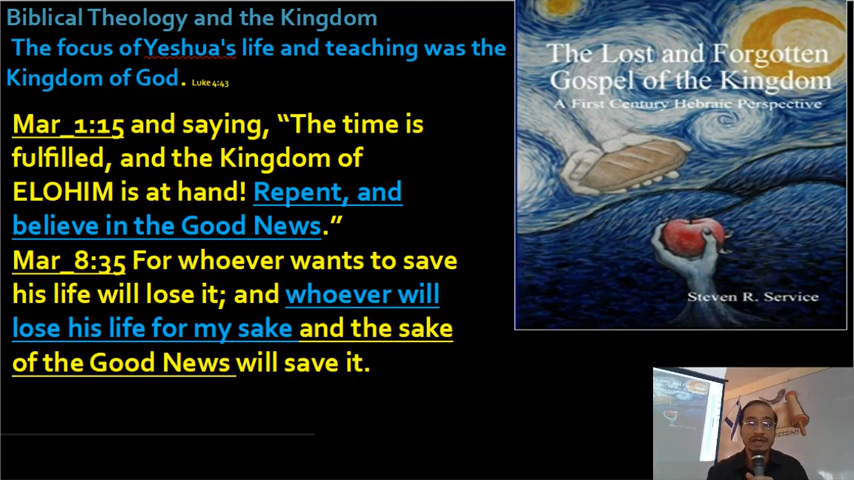 Biblical Theology and the Kingdom
The focus of Yeshua's life and teaching was the
Kingdom of God. Luke 4:43
Mar_1:15 and saying, “The time is
fulfilled, and the Kingdom of
ELOHIM is at hand! Repent, and
believe in the Good News.”
Mar_8:35 For whoever wants to save
his life will lose it; and whoever will
lose his life for my sake and the sake
of the Good News will save it.
The Lost and Forgotten
Gospel of the Kingdom
A First Century Hebraic Perspective
Steven R. Service